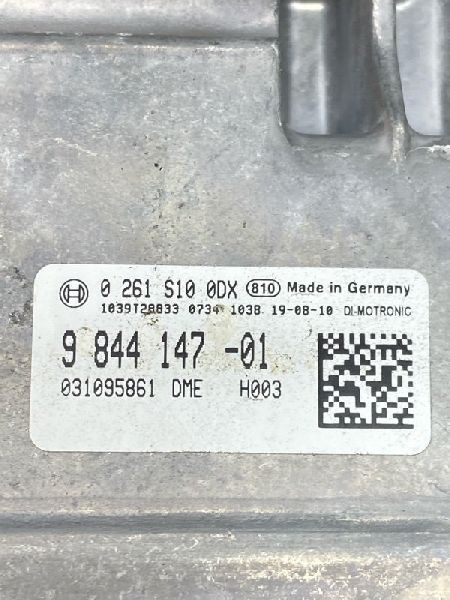 0 261 S10 0DX 810 Made in Germany
1039T28833 0734 1038 19-08-10 DI-MOTRONIC
9 844 147 -01
031095861 DME H003